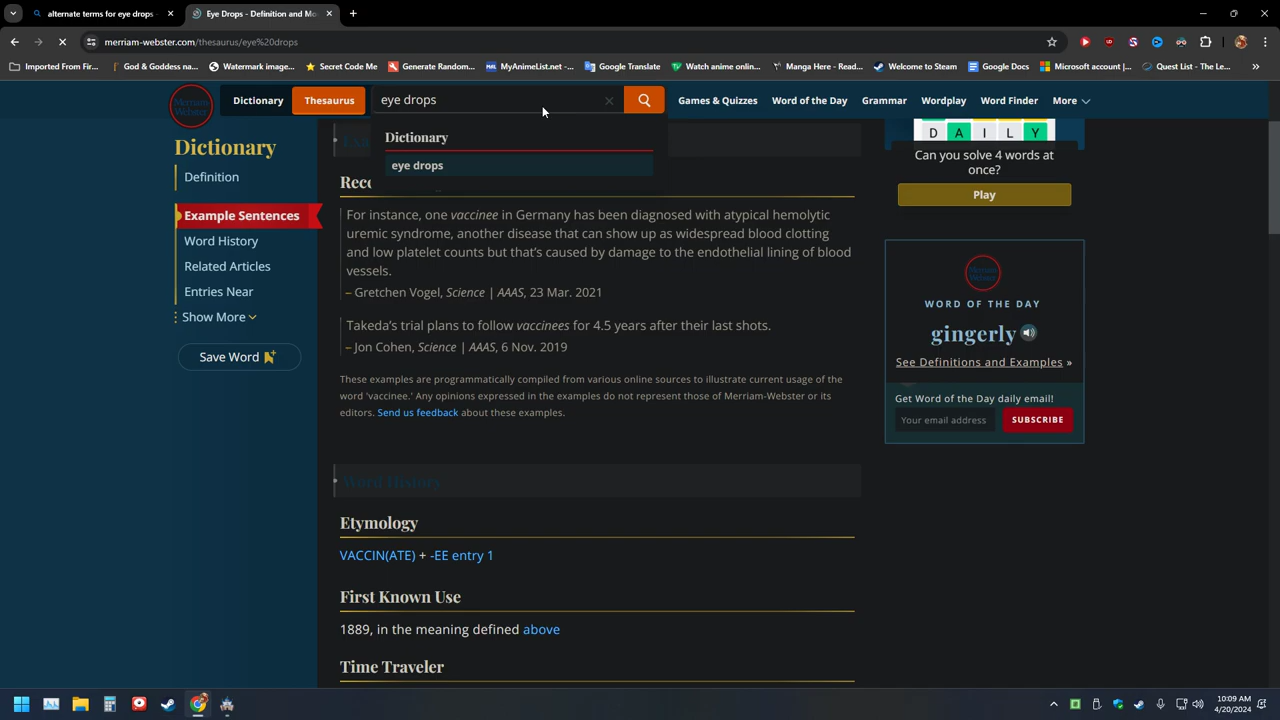 alternate terms for eye drops -
Eye Drops - Definition and Mo
merriam-webster.com/thesaurus/eye%20drops
Imported From Fir...
God & Goddess na...
Watermark image...
Secret Code Me
Generate Random...
MyAnimeList.net -...
Google Translate
Watch anime online...
Manga Here - Read...
Welcome to Steam
Google Docs
Quest List - The L...
»
Merriam-Webster
Dictionary
Thesaurus
eye drops
Games & Quizzes
Word of the Day
Grammar
Wordplay
Word Finder
More
Dictionary
eye drops
Dictionary
Definition
Example Sentences
Word History
Related Articles
Entries Near
Show More
Save Word
Rece
For instance, one vaccinee in Germany has been diagnosed with atypical hemolytic
uremic syndrome, another disease that can show up as widespread blood clotting
and low platelet counts but that's caused by damage to the endothelial lining of blood
vessels.
– Gretchen Vogel, Science | AAAS, 23 Mar. 2021
Takeda's trial plans to follow vaccinees for 4.5 years after their last shots.
– Jon Cohen, Science | AAAS, 6 Nov. 2019
These examples are programmatically compiled from various online sources to illustrate current usage of the
word 'vaccinee.' Any opinions expressed in the examples do not represent those of Merriam-Webster or its
editors. Send us feedback about these examples.
Word History
Etymology
VACCIN(ATE) + -EE entry 1
First Known Use
1889, in the meaning defined above
Time Traveler
D A I L Y
Can you solve 4 words at
once?
Play
Merriam-Webster
WORD OF THE DAY
gingerly
See Definitions and Examples »
Get Word of the Day daily email!
Your email address
SUBSCRIBE
10:09 AM
4/20/2024